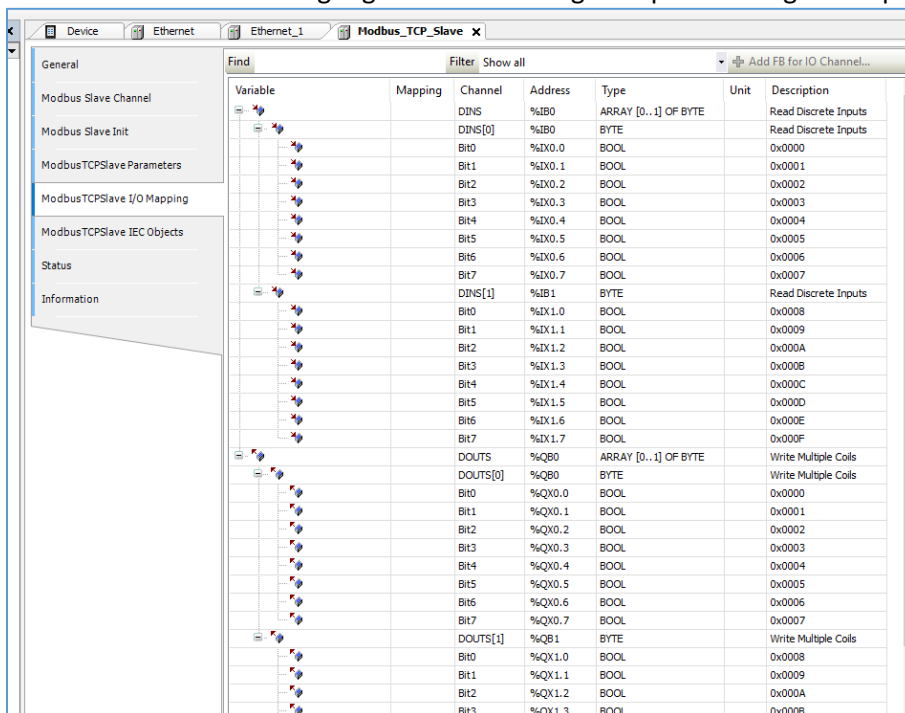 Device Ethernet Ethernet_1 Modbus_TCP_Slave x
General
Modbus Slave Channel
Modbus Slave Init
ModbusTCPSlave Parameters
ModbusTCPSlave I/O Mapping
ModbusTCPSlave IEC Objects
Status
Information
Find Filter Show all Add FB for IO Channel...
Variable Mapping Channel Address Type Unit Description
DINS %IB0 ARRAY [0..1] OF BYTE Read Discrete Inputs
DINS[0] %IB0 BYTE Read Discrete Inputs
Bit0 %IX0.0 BOOL 0x0000
Bit1 %IX0.1 BOOL 0x0001
Bit2 %IX0.2 BOOL 0x0002
Bit3 %IX0.3 BOOL 0x0003
Bit4 %IX0.4 BOOL 0x0004
Bit5 %IX0.5 BOOL 0x0005
Bit6 %IX0.6 BOOL 0x0006
Bit7 %IX0.7 BOOL 0x0007
DINS[1] %IB1 BYTE Read Discrete Inputs
Bit0 %IX1.0 BOOL 0x0008
Bit1 %IX1.1 BOOL 0x0009
Bit2 %IX1.2 BOOL 0x000A
Bit3 %IX1.3 BOOL 0x000B
Bit4 %IX1.4 BOOL 0x000C
Bit5 %IX1.5 BOOL 0x000D
Bit6 %IX1.6 BOOL 0x000E
Bit7 %IX1.7 BOOL 0x000F
DOUTS %QB0 ARRAY [0..1] OF BYTE Write Multiple Coils
DOUTS[0] %QB0 BYTE Write Multiple Coils
Bit0 %QX0.0 BOOL 0x0000
Bit1 %QX0.1 BOOL 0x0001
Bit2 %QX0.2 BOOL 0x0002
Bit3 %QX0.3 BOOL 0x0003
Bit4 %QX0.4 BOOL 0x0004
Bit5 %QX0.5 BOOL 0x0005
Bit6 %QX0.6 BOOL 0x0006
Bit7 %QX0.7 BOOL 0x0007
DOUTS[1] %QB1 BYTE Write Multiple Coils
Bit0 %QX1.0 BOOL 0x0008
Bit1 %QX1.1 BOOL 0x0009
Bit2 %QX1.2 BOOL 0x000A
Bit3 %QX1.3 BOOL 0x000B